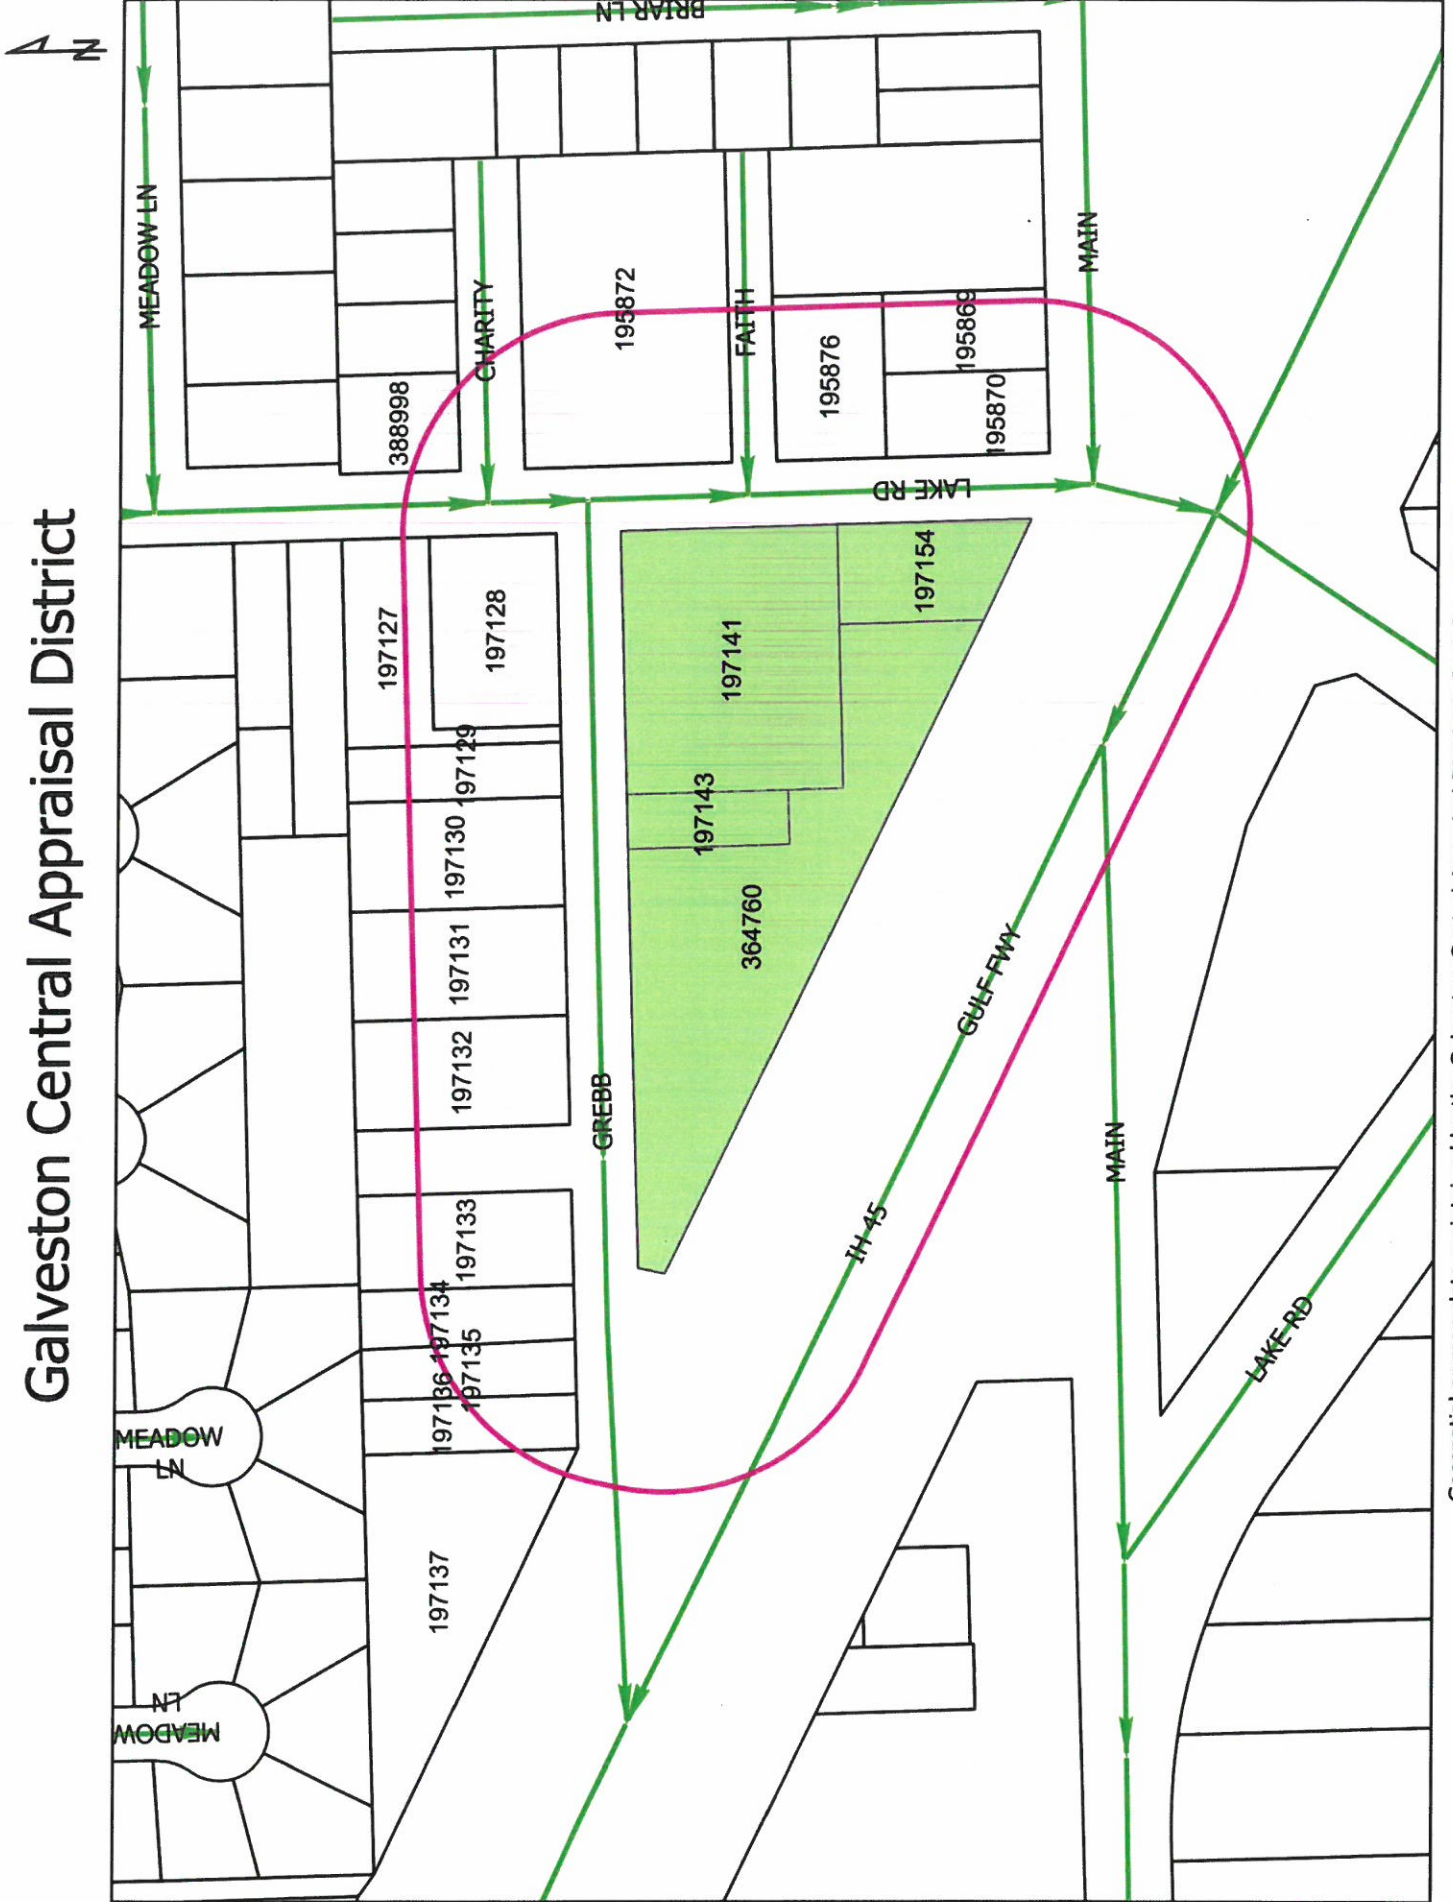 Galveston Central Appraisal District
N
MEADOW LN
BRIAR LN
CHARITY
FAITH
MAIN
388998
195872
195876
195869
195870
LAKE RD
197127
197128
197129
197130
197131
197132
197133
197134
197135
197136
197137
GREBB
197141
197154
197143
364760
GULF FWY
IH 45
MAIN
LAKE RD
MEADOW
LN
MEADOW
LN